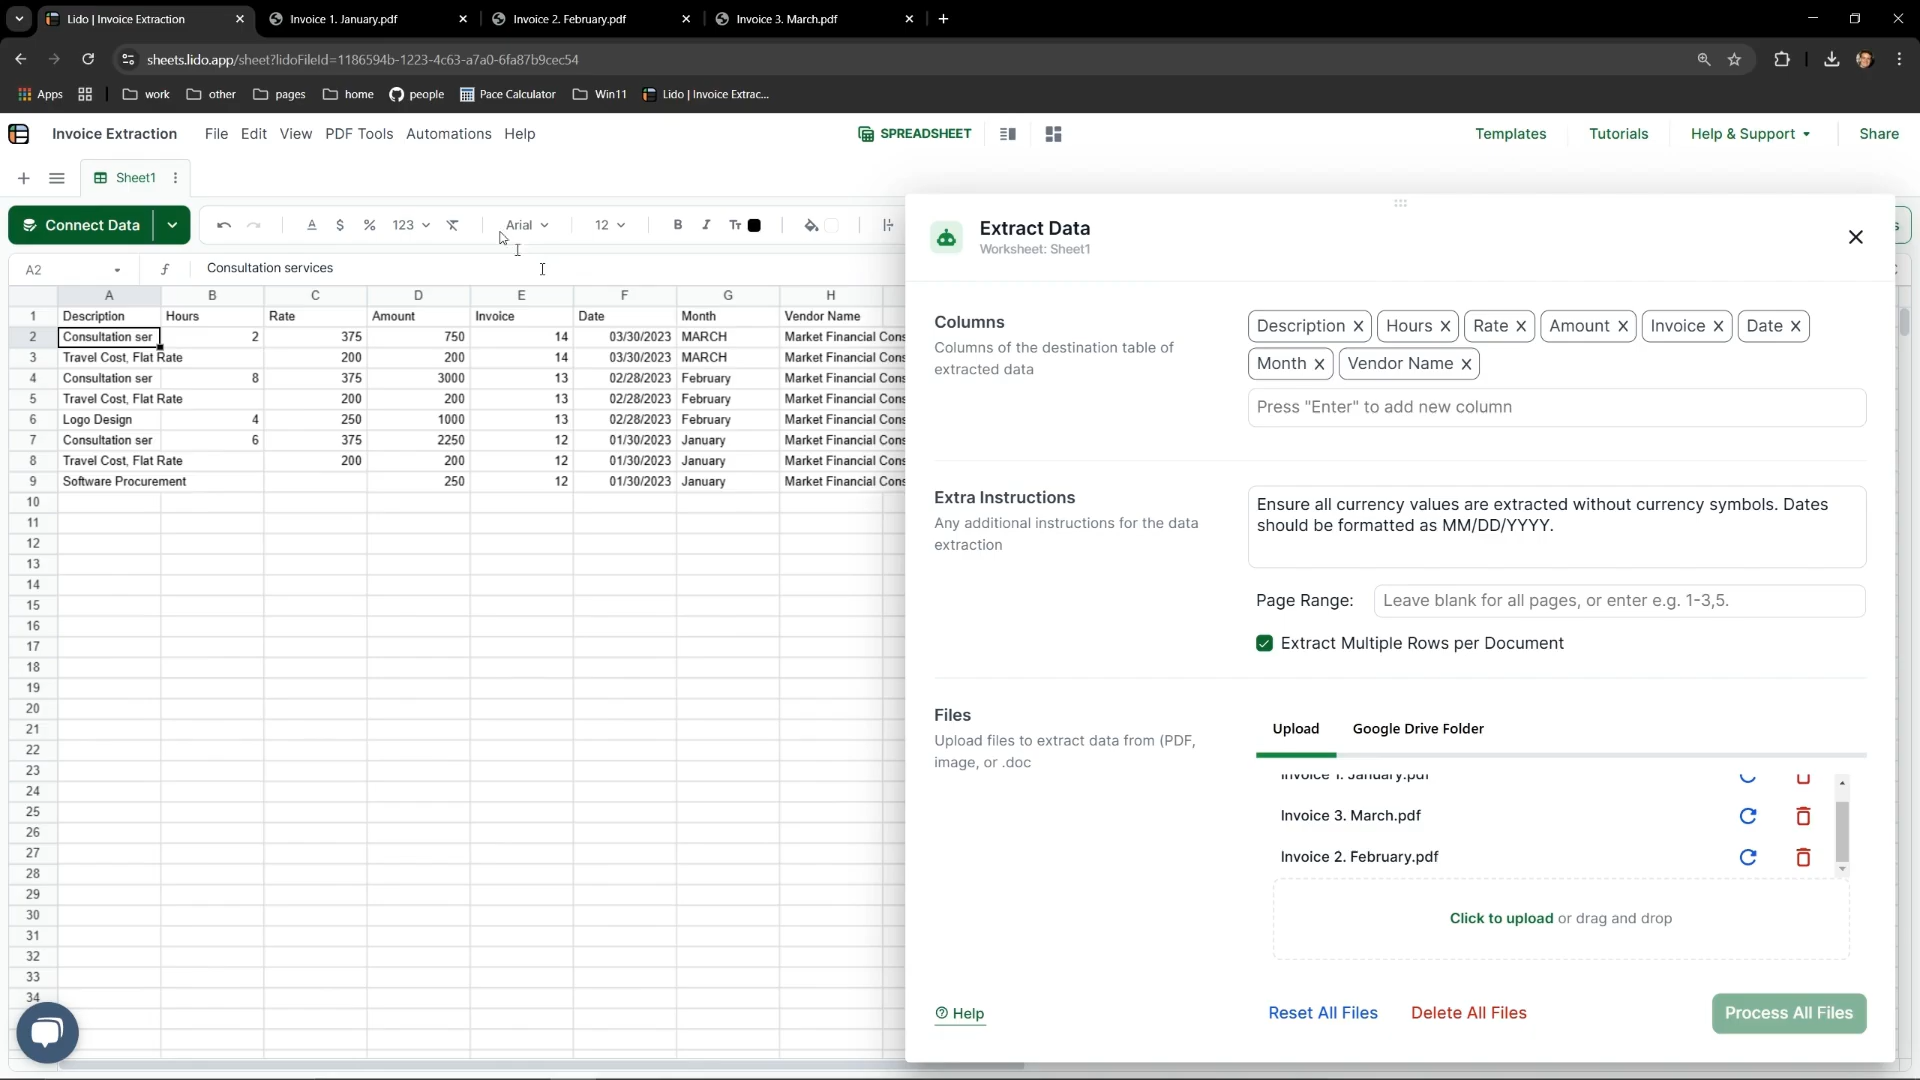 Lido | Invoice Extraction
Invoice 1. January.pdf
Invoice 2. February.pdf
Invoice 3. March.pdf
sheets.lido.app/sheet?lidoFileId=1186594b-1223-4c63-a7a0-6fa87b9cec54
Apps
work
other
pages
home
people
Pace Calculator
Win11
Lido | Invoice Extrac...
Invoice Extraction
File Edit View PDF Tools Automations Help
SPREADSHEET
Templates
Tutorials
Help & Support
Share
Sheet1
Connect Data
$ % 123
Arial
12
B I Tт
A2
f
Consultation services
A B C D E F G H
1 Description Hours Rate Amount Invoice Date Month Vendor Name
2 Consultation ser 2 375 750 14 03/30/2023 MARCH Market Financial Cons
3 Travel Cost, Flat Rate 200 200 14 03/30/2023 MARCH Market Financial Cons
4 Consultation ser 8 375 3000 13 02/28/2023 February Market Financial Cons
5 Travel Cost, Flat Rate 200 200 13 02/28/2023 February Market Financial Cons
6 Logo Design 4 250 1000 13 02/28/2023 February Market Financial Cons
7 Consultation ser 6 375 2250 12 01/30/2023 January Market Financial Cons
8 Travel Cost, Flat Rate 200 200 12 01/30/2023 January Market Financial Cons
9 Software Procurement 250 12 01/30/2023 January Market Financial Cons
10
11
12
13
14
15
16
17
18
19
20
21
22
23
24
25
26
27
28
29
30
31
32
33
34
Extract Data
Worksheet: Sheet1
Columns
Columns of the destination table of
extracted data
Description Hours Rate Amount Invoice Date
Month Vendor Name
Press "Enter" to add new column
Extra Instructions
Any additional instructions for the data
extraction
Ensure all currency values are extracted without currency symbols. Dates
should be formatted as MM/DD/YYYY.
Page Range: Leave blank for all pages, or enter e.g. 1-3,5.
Extract Multiple Rows per Document
Files
Upload files to extract data from (PDF,
image, or .doc
Upload
Google Drive Folder
Invoice 1. January.pdf
Invoice 3. March.pdf
Invoice 2. February.pdf
Click to upload or drag and drop
Help
Reset All Files
Delete All Files
Process All Files